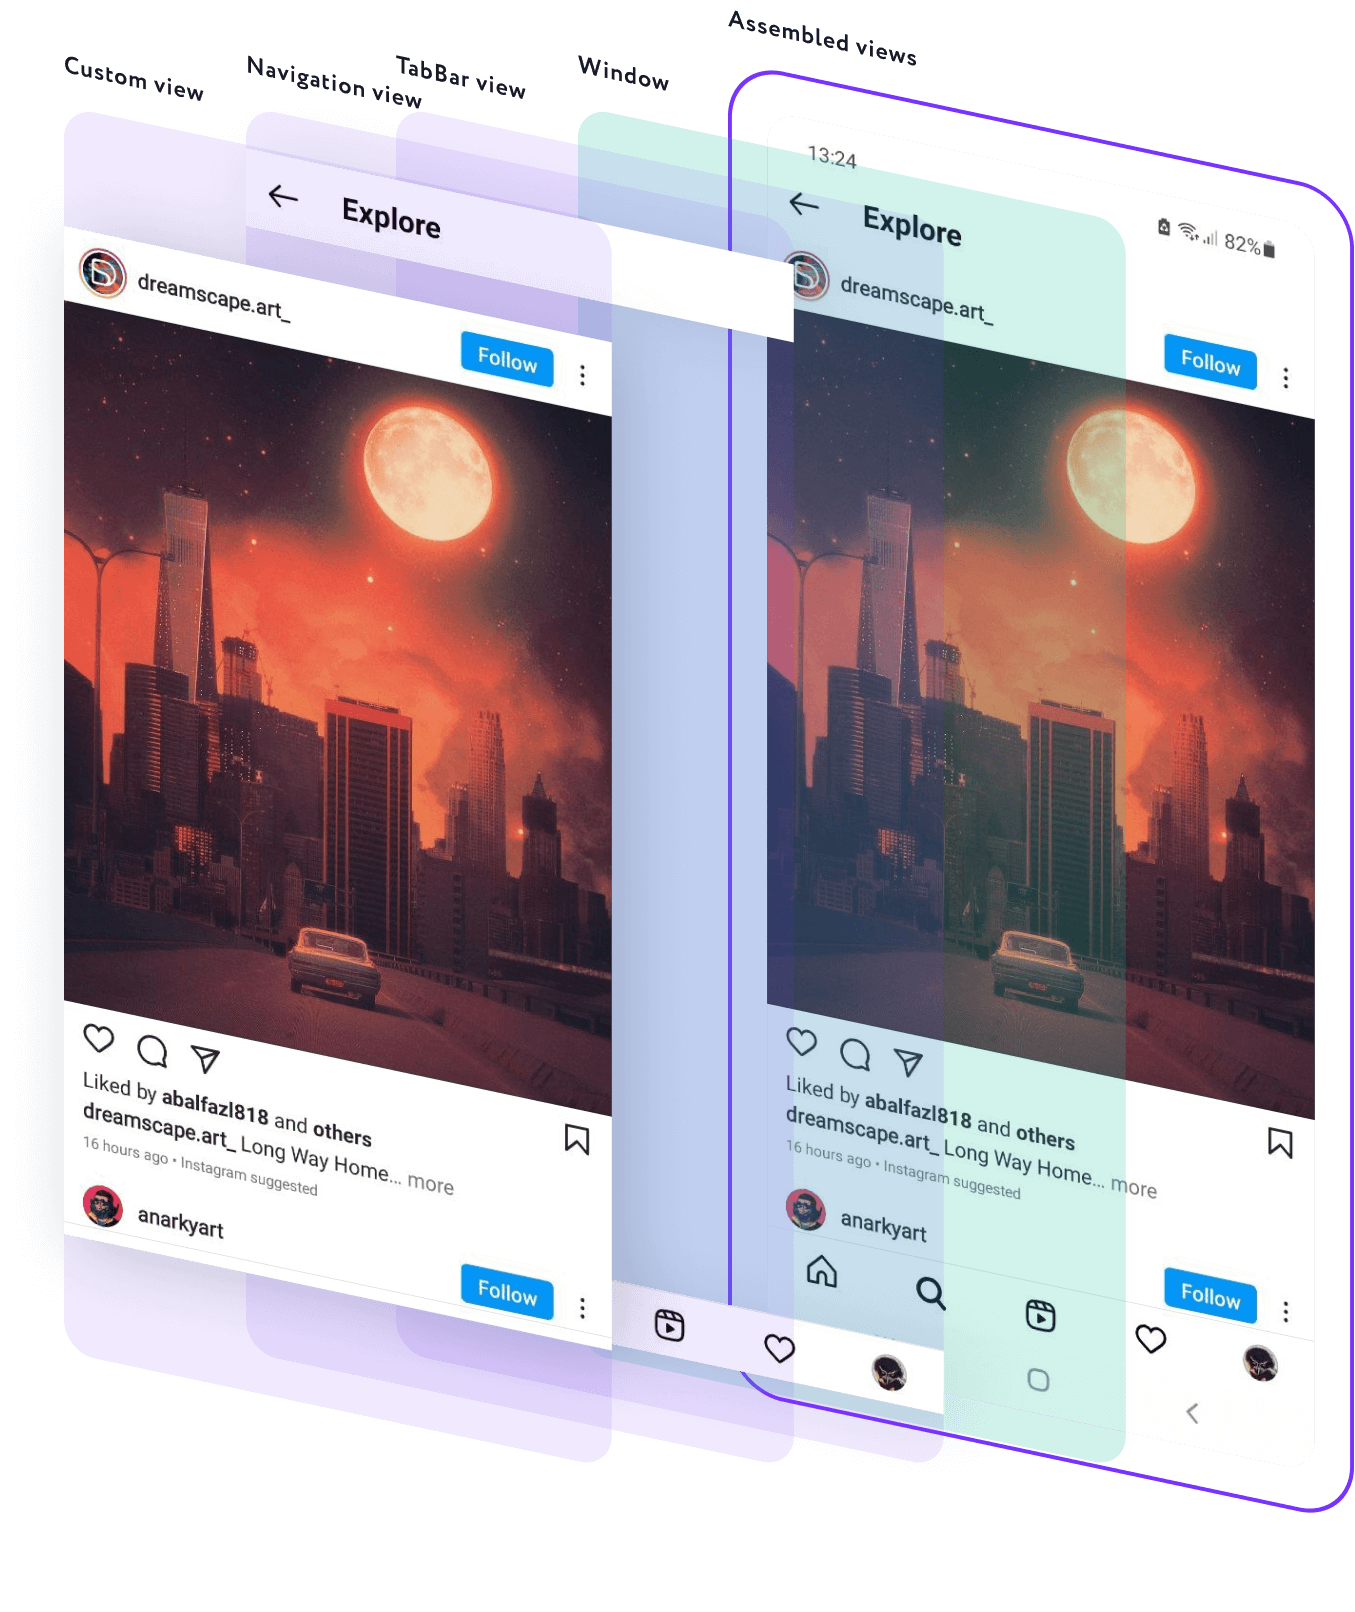 Custom view
Navigation view
TabBar view
Window
Assembled views
Explore
dreamscape.art_
Follow
Liked by abalfazl818 and others
dreamscape.art_ Long Way Home... more
16 hours ago • Instagram suggested
anarkyart
Follow
13:24
82%
Explore
dreamscape.art_
Follow
Liked by abalfazl818 and others
dreamscape.art_ Long Way Home... more
16 hours ago • Instagram suggested
anarkyart
Follow